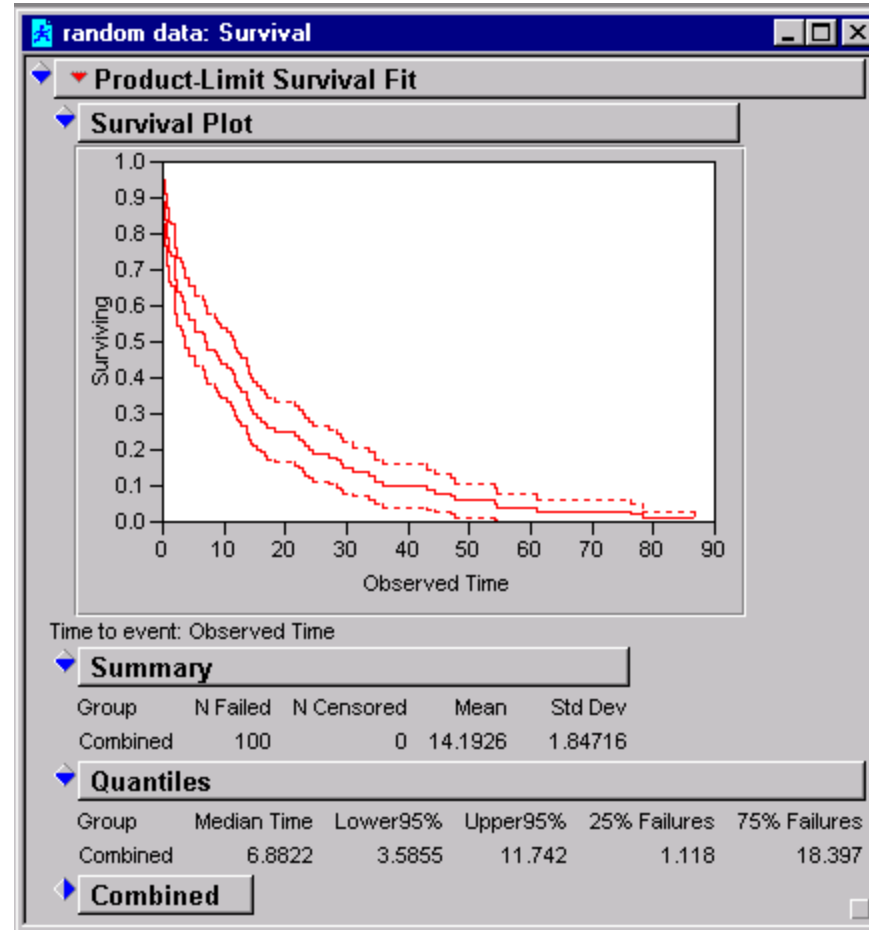 random data: Survival
Product-Limit Survival Fit
Survival Plot
1.0
0.9
0.8
0.7
0.6
0.5
0.4
0.3
0.2
0.1
0.0
Surviving
0 10 20 30 40 50 60 70 80 90
Observed Time
Time to event: Observed Time
Summary
Group N Failed N Censored Mean Std Dev
Combined 100 0 14.1926 1.84716
Quantiles
Group Median Time Lower95% Upper95% 25% Failures 75% Failures
Combined 6.8822 3.5855 11.742 1.118 18.397
Combined